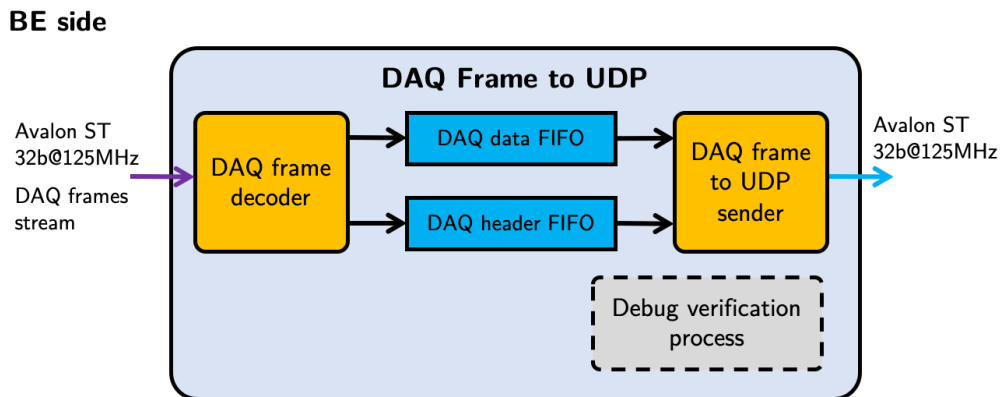 BE side
DAQ Frame to UDP
Avalon ST
32b@125MHz
DAQ frames
stream
DAQ frame
decoder
DAQ data FIFO
DAQ header FIFO
DAQ frame
to UDP
sender
Avalon ST
32b@125MHz
Debug verification
process